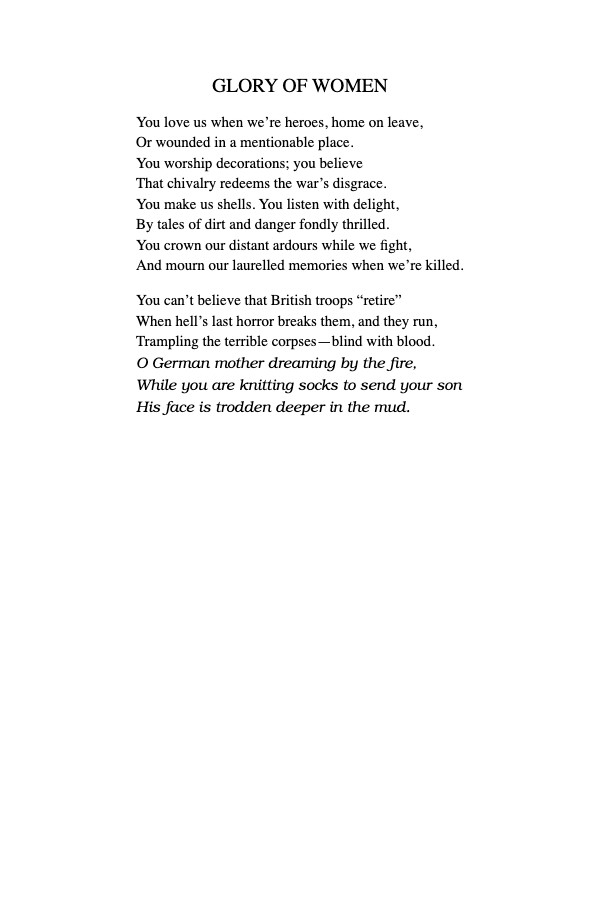 GLORY OF WOMEN
You love us when we’re heroes, home on leave,
Or wounded in a mentionable place.
You worship decorations; you believe
That chivalry redeems the war’s disgrace.
You make us shells. You listen with delight,
By tales of dirt and danger fondly thrilled.
You crown our distant ardours while we fight,
And mourn our laurelled memories when we’re killed.
You can’t believe that British troops “retire”
When hell’s last horror breaks them, and they run,
Trampling the terrible corpses—blind with blood.
O German mother dreaming by the fire,
While you are knitting socks to send your son
His face is trodden deeper in the mud.